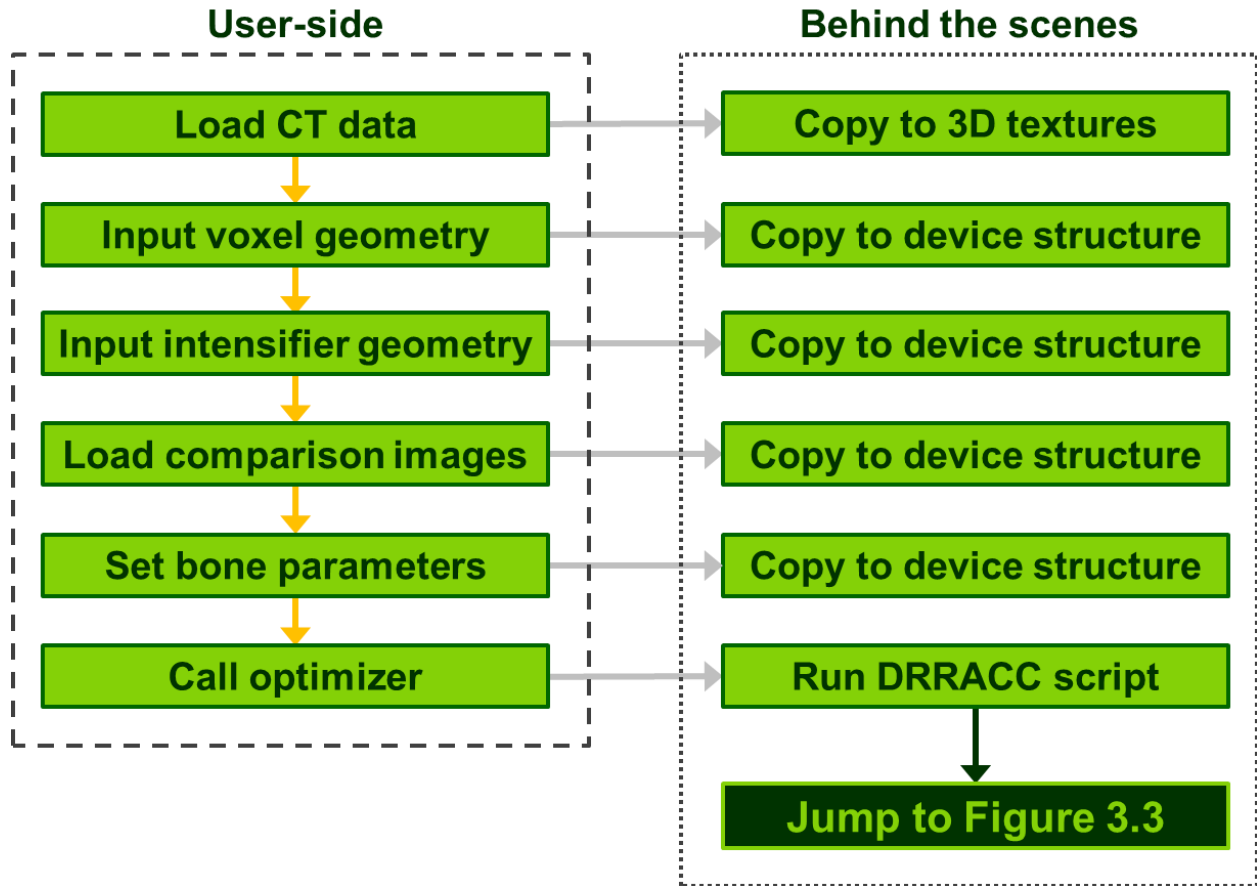 User-side
Behind the scenes
Load CT data
Copy to 3D textures
Input voxel geometry
Copy to device structure
Input intensifier geometry
Copy to device structure
Load comparison images
Copy to device structure
Set bone parameters
Copy to device structure
Call optimizer
Run DRRACC script
Jump to Figure 3.3